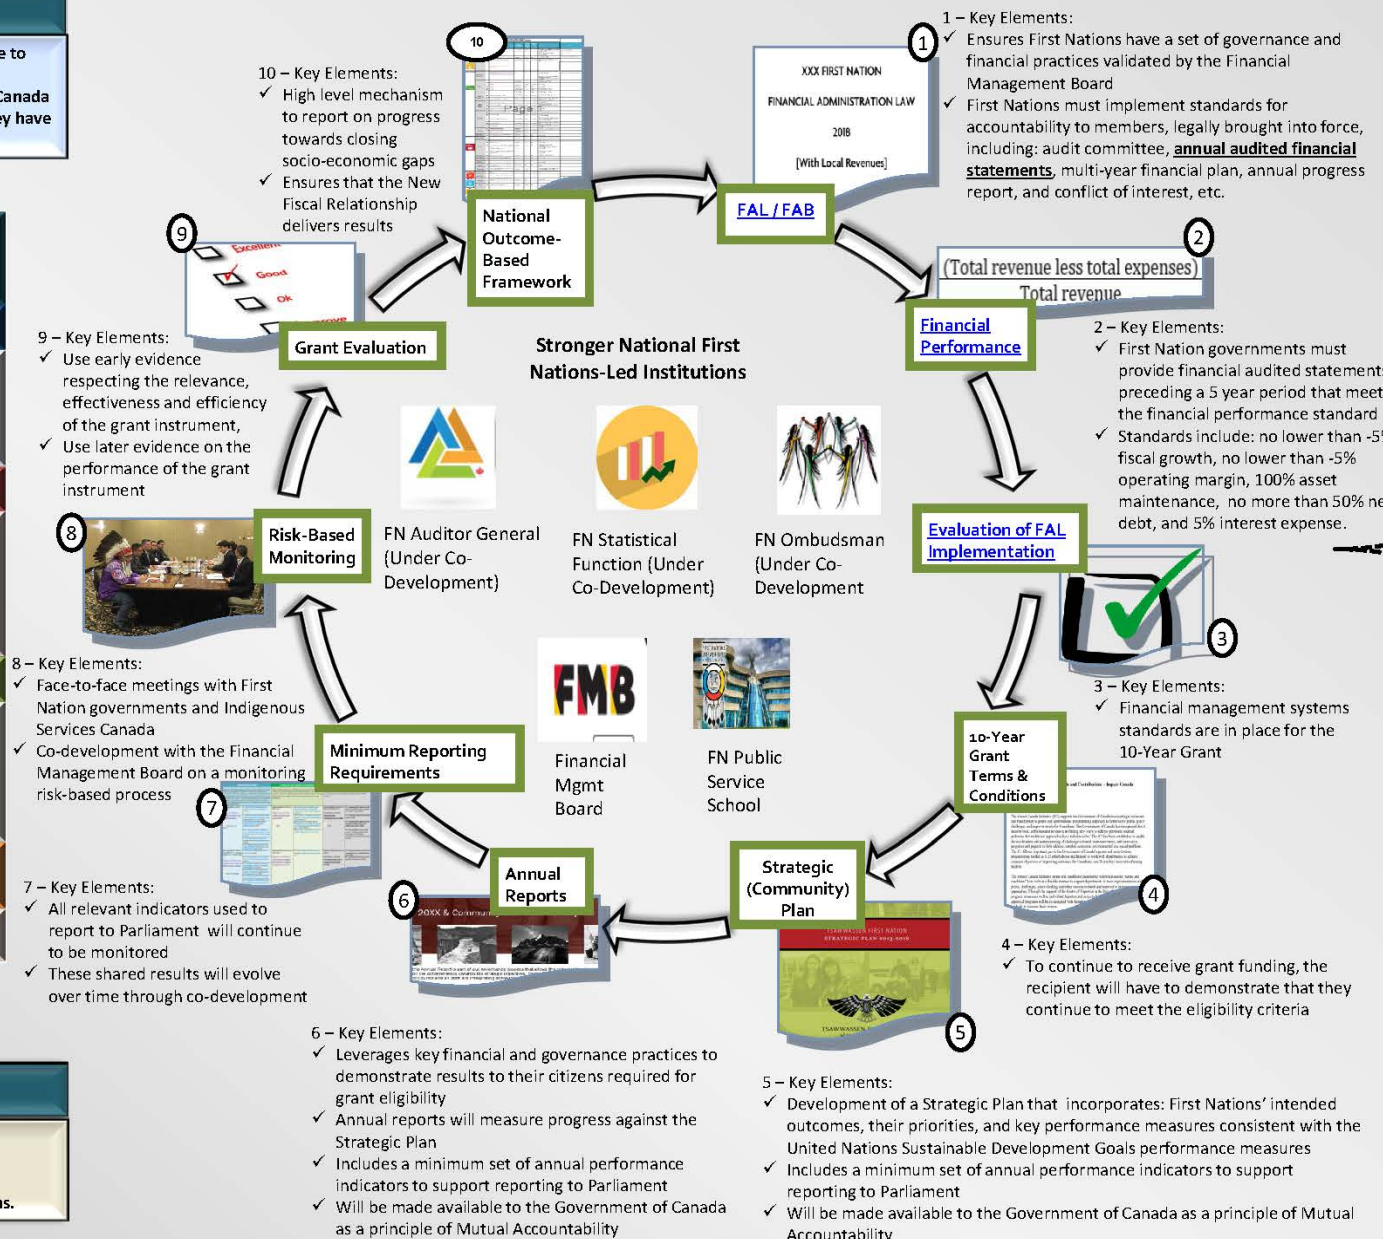 e to
Canada
ey have
10
10 – Key Elements:
✓ High level mechanism
to report on progress
towards closing
socio-economic gaps
✓ Ensures that the New
Fiscal Relationship
delivers results
National
Outcome-
Based
Framework
XXX FIRST NATION
FINANCIAL ADMINISTRATION LAW
2018
[With Local Revenues]
FAL / FAB
1
1 – Key Elements:
✓ Ensures First Nations have a set of governance and
financial practices validated by the Financial
Management Board
✓ First Nations must implement standards for
accountability to members, legally brought into force,
including: audit committee, annual audited financial
statements, multi-year financial plan, annual progress
report, and conflict of interest, etc.
2
(Total revenue less total expenses)
Total revenue
Financial
Performance
2 – Key Elements:
✓ First Nation governments must
provide financial audited statements
preceding a 5 year period that meet
the financial performance standard
✓ Standards include: no lower than -5%
fiscal growth, no lower than -5%
operating margin, 100% asset
maintenance, no more than 50% ne
debt, and 5% interest expense.
9
Excellent
Good
Ok
Grant Evaluation
9 – Key Elements:
✓ Use early evidence
respecting the relevance,
effectiveness and efficiency
of the grant instrument,
✓ Use later evidence on the
performance of the grant
instrument
Stronger National First
Nations-Led Institutions
FN Auditor General
(Under Co-
Development)
FN Statistical
Function (Under
Co-Development)
FN Ombudsman
(Under Co-
Development
FMB
Financial
Mgmt
Board
FN Public
Service
School
Evaluation of FAL
Implementation
3
3 – Key Elements:
✓ Financial management systems
standards are in place for the
10-Year Grant
8
Risk-Based
Monitoring
8 – Key Elements:
✓ Face-to-face meetings with First
Nation governments and Indigenous
Services Canada
✓ Co-development with the Financial
Management Board on a monitoring
risk-based process
Minimum Reporting
Requirements
7
7 – Key Elements:
✓ All relevant indicators used to
report to Parliament will continue
to be monitored
✓ These shared results will evolve
over time through co-development
10-Year
Grant
Terms &
Conditions
4
4 – Key Elements:
✓ To continue to receive grant funding, the
recipient will have to demonstrate that they
continue to meet the eligibility criteria
Annual
Reports
6
20XX & Commun
6 – Key Elements:
✓ Leverages key financial and governance practices to
demonstrate results to their citizens required for
grant eligibility
✓ Annual reports will measure progress against the
Strategic Plan
✓ Includes a minimum set of annual performance
indicators to support reporting to Parliament
✓ Will be made available to the Government of Canada
as a principle of Mutual Accountability
Strategic
(Community)
Plan
TSAWWASSEN FIRST NATION
STRATEGIC PLAN 2013-2018
TSAWWASSEN
5
5 – Key Elements:
✓ Development of a Strategic Plan that incorporates: First Nations' intended
outcomes, their priorities, and key performance measures consistent with the
United Nations Sustainable Development Goals performance measures
✓ Includes a minimum set of annual performance indicators to support
reporting to Parliament
✓ Will be made available to the Government of Canada as a principle of Mutual
Accountability
ns.